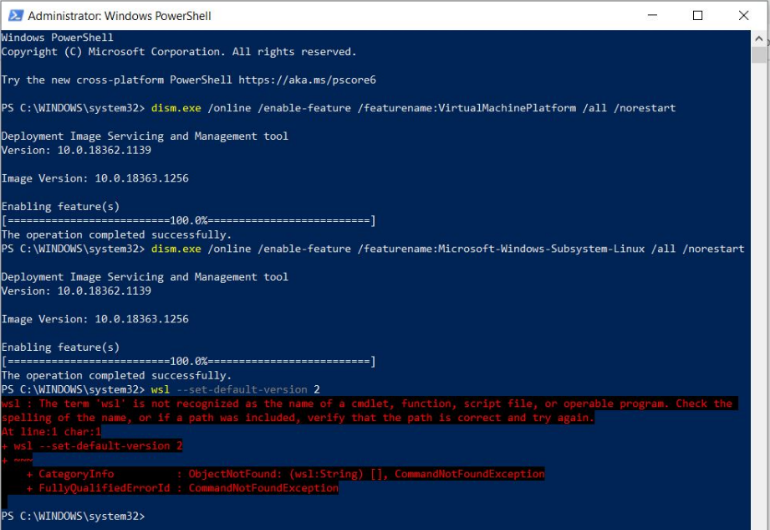 Administrator: Windows PowerShell
Windows PowerShell
Copyright (C) Microsoft Corporation. All rights reserved.
Try the new cross-platform PowerShell https://aka.ms/pscore6
PS C:\WINDOWS\system32> dism.exe /online /enable-feature /featurename:VirtualMachinePlatform /all /norestart
Deployment Image Servicing and Management tool
Version: 10.0.18362.1139
Image Version: 10.0.18363.1256
Enabling feature(s)
[==========================100.0%==========================]
The operation completed successfully.
PS C:\WINDOWS\system32> dism.exe /online /enable-feature /featurename:Microsoft-Windows-Subsystem-Linux /all /norestart
Deployment Image Servicing and Management tool
Version: 10.0.18362.1139
Image Version: 10.0.18363.1256
Enabling feature(s)
[==========================100.0%==========================]
The operation completed successfully.
PS C:\WINDOWS\system32> wsl --set-default-version 2
wsl : The term 'wsl' is not recognized as the name of a cmdlet, function, script file, or operable program. Check the
spelling of the name, or if a path was included, verify that the path is correct and try again.
At line:1 char:1
+ wsl --set-default-version 2
+ ~~~
    + CategoryInfo          : ObjectNotFound: (wsl:String) [], CommandNotFoundException
    + FullyQualifiedErrorId : CommandNotFoundException
PS C:\WINDOWS\system32>